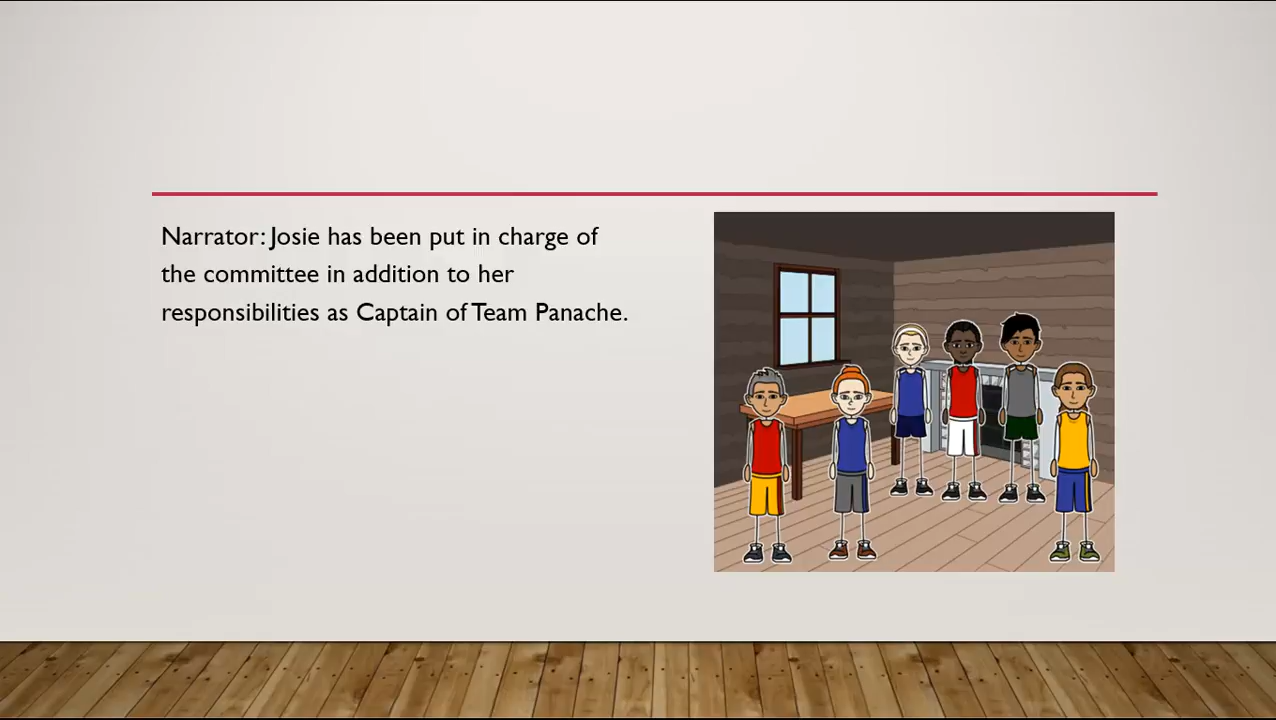 Narrator: Josie has been put in charge of
the committee in addition to her
responsibilities as Captain of Team Panache.